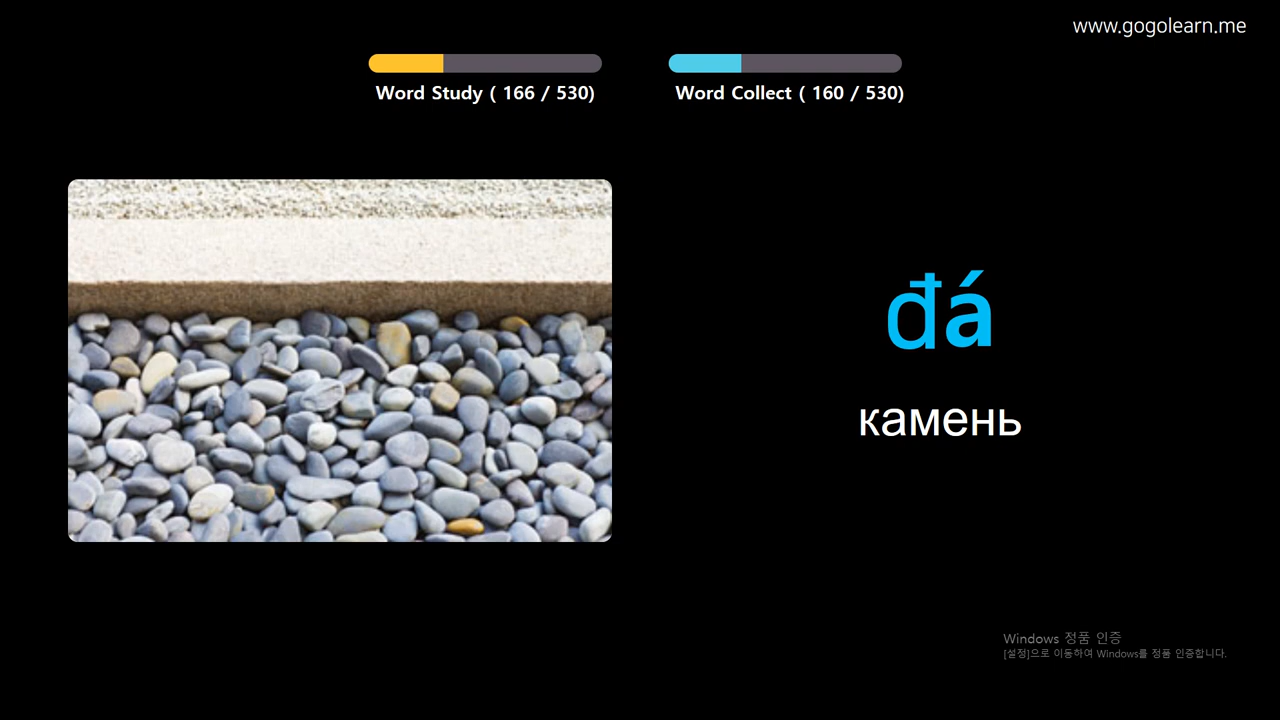 www.gogolearn.me
Word Study ( 166 / 530)
Word Collect ( 160 / 530)
đá
камень
Windows 정품 인증
[설정]으로 이동하여 Windows를 정품 인증합니다.